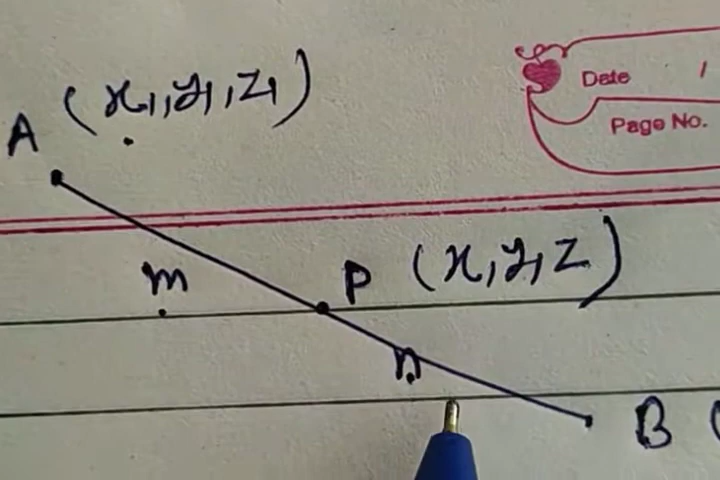 A (x₁,y₁,z₁)
Date /
Page No.
P (x,y,z)
m
n
B (